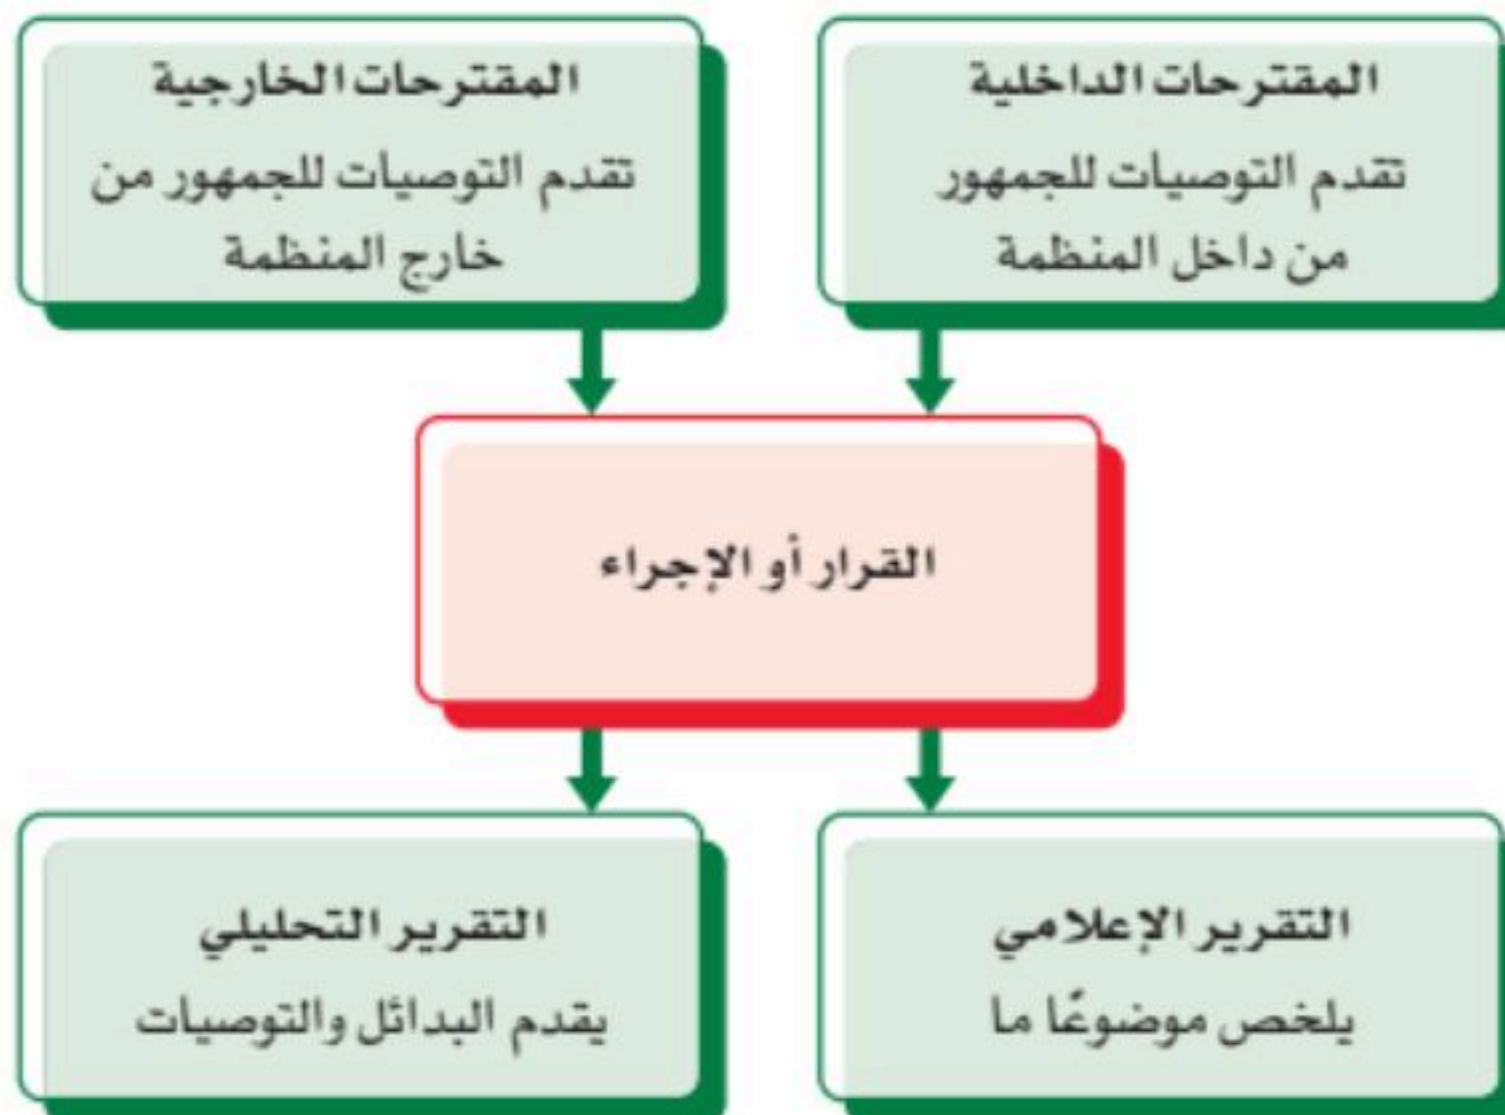 المقترحات الداخلية
تقدم التوصيات للجمهور
من داخل المنظمة
المقترحات الخارجية
تقدم التوصيات للجمهور من
خارج المنظمة
القرار أو الإجراء
التقرير الإعلامي
يلخص موضوعًا ما
التقرير التحليلي
يقدم البدائل والتوصيات